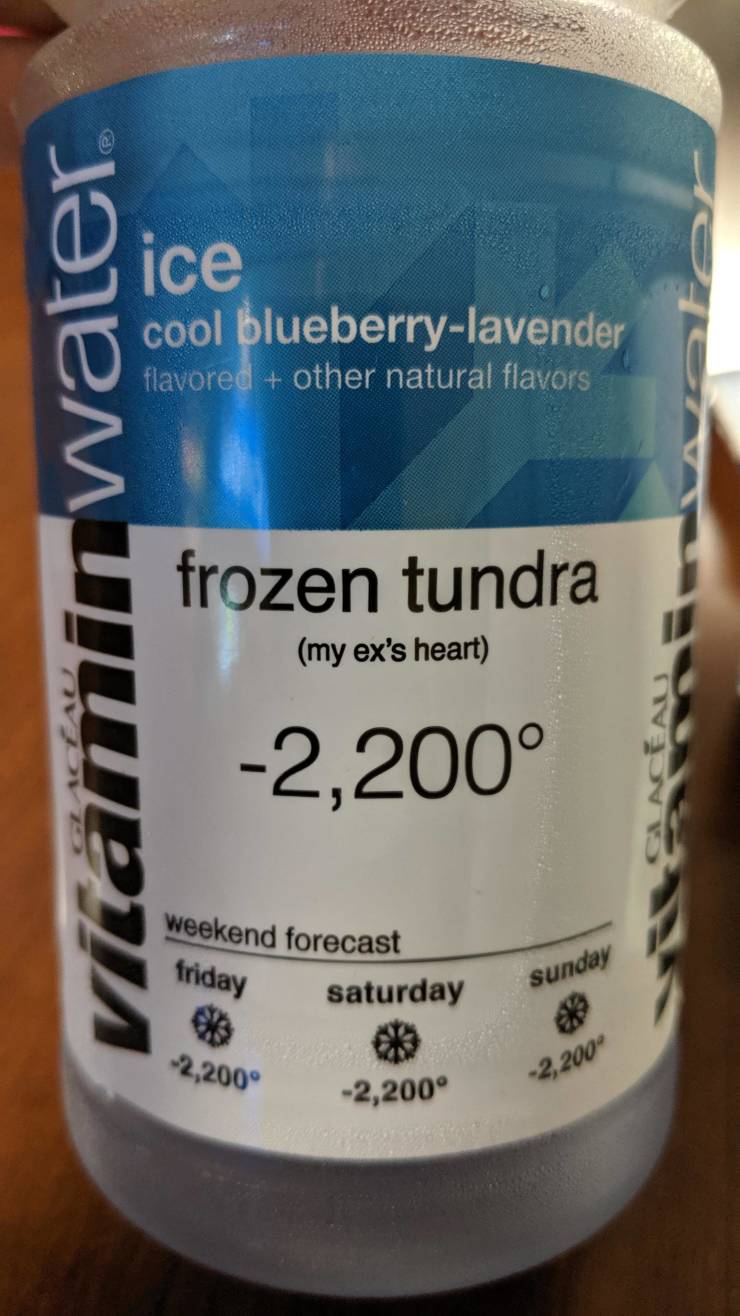 GLACÉAU
vitaminwater®
ice
cool blueberry-lavender
flavored + other natural flavors
frozen tundra
(my ex's heart)
-2,200°
weekend forecast
friday saturday sunday
-2,200° -2,200° -2,200°
GLACÉAU
vitaminwater